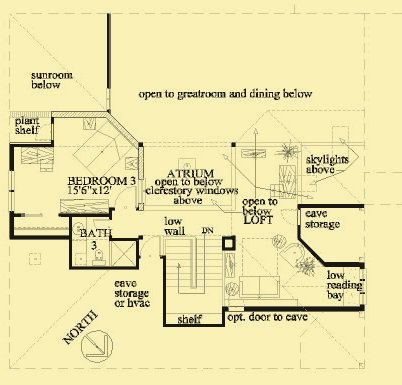 sunroom
below
open to greatroom and dining below
plant
shelf
skylights
above
BEDROOM 3
15'6"x12'
ATRIUM
open to below
clerestory windows
above
open to
below
LOFT
eave
storage
low
wall
DN
BATH
3
low
reading
bay
eave
storage
or hvac
NORTH
shelf
opt. door to eave